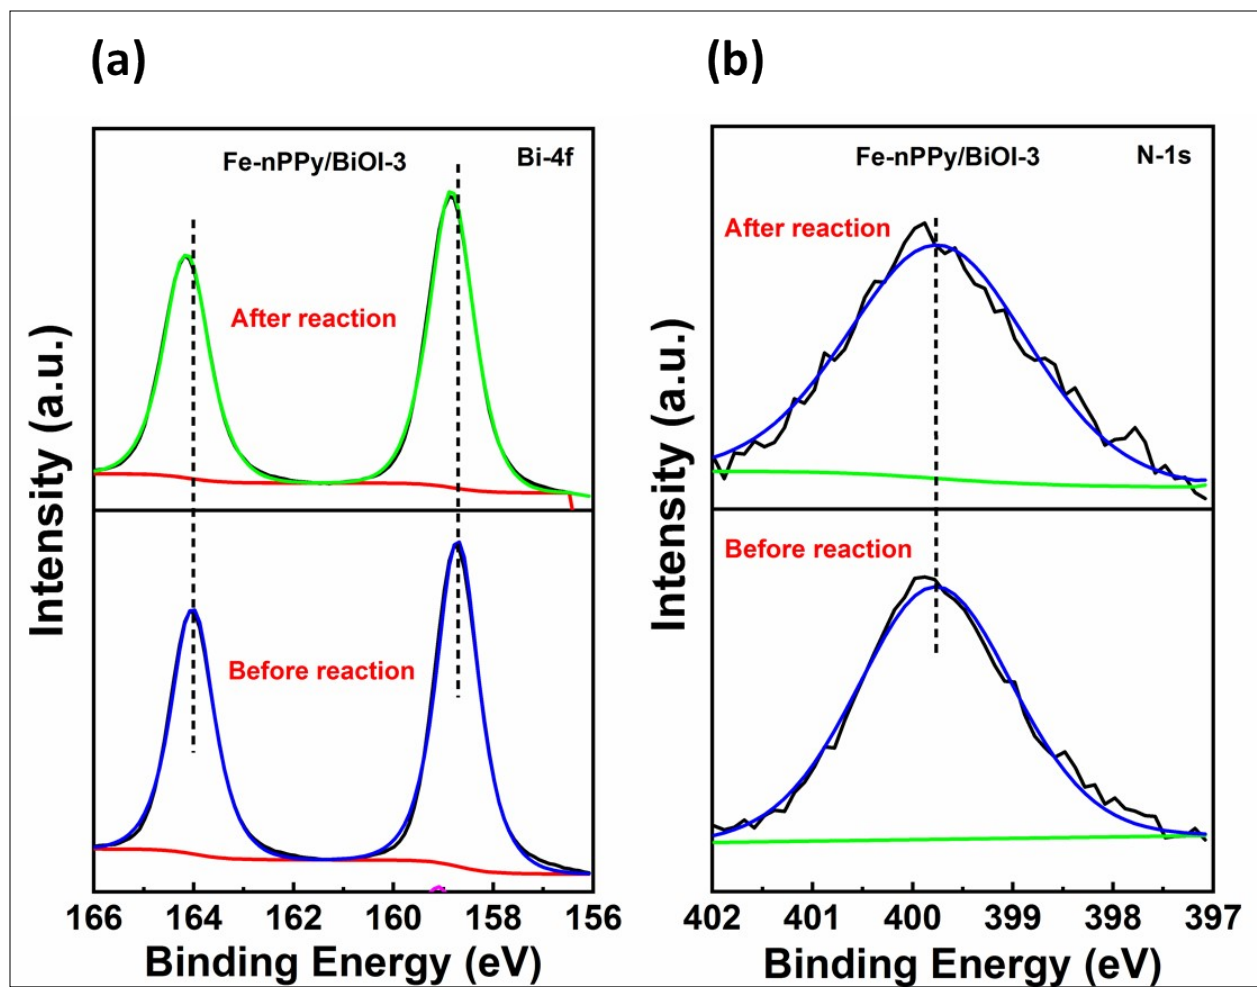 (a)
Fe-nPPy/BiOI-3
Bi-4f
After reaction
Before reaction
Intensity (a.u.)
166 164 162 160 158 156
Binding Energy (eV)
(b)
Fe-nPPy/BiOI-3
N-1s
After reaction
Before reaction
Intensity (a.u.)
402 401 400 399 398 397
Binding Energy (eV)